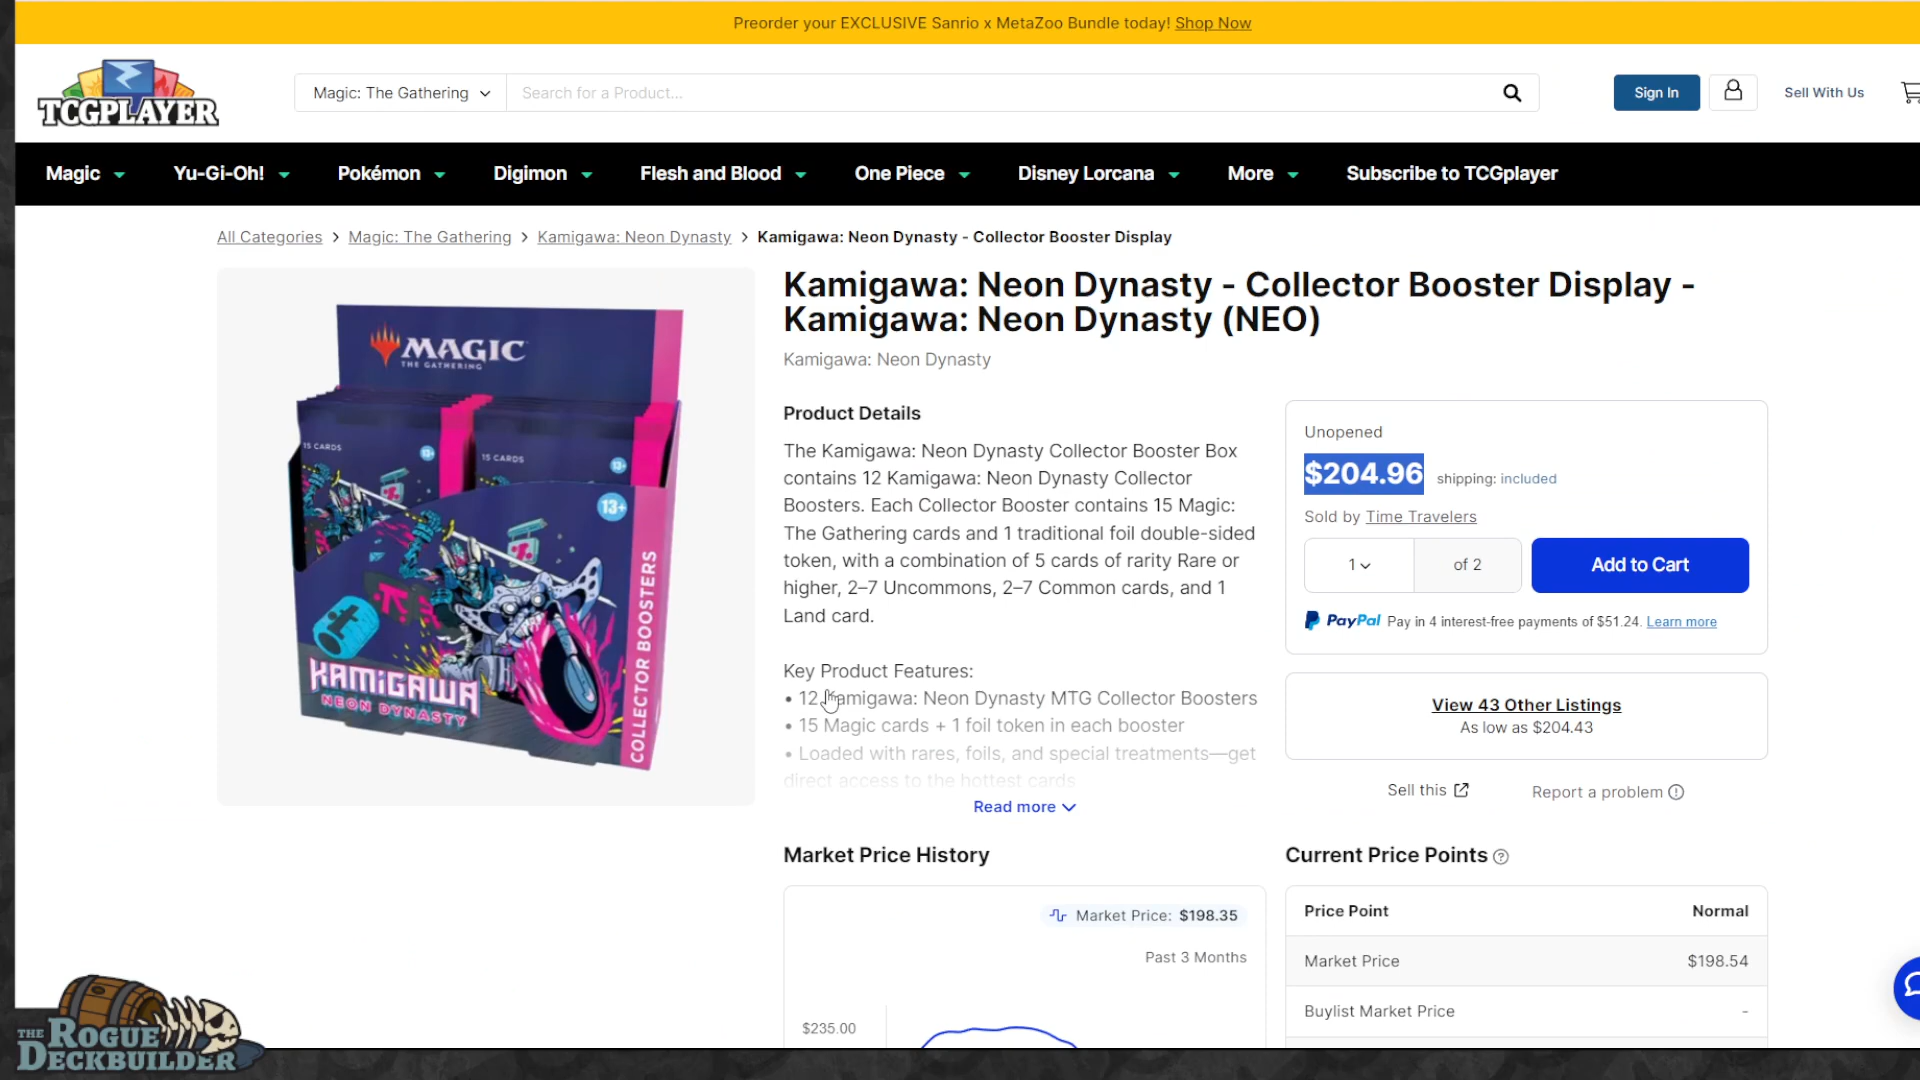 Preorder your EXCLUSIVE Sanrio x MetaZoo Bundle today! Shop Now
TCGPLAYER
Magic: The Gathering
Search for a Product...
Sign In
Sell With Us
Magic
Yu-Gi-Oh!
Pokémon
Digimon
Flesh and Blood
One Piece
Disney Lorcana
More
Subscribe to TCGplayer
All Categories > Magic: The Gathering > Kamigawa: Neon Dynasty > Kamigawa: Neon Dynasty - Collector Booster Display
MAGIC
THE GATHERING
15 CARDS
13+
15 CARDS
13+
13+
KAMIGAWA
NEON DYNASTY
COLLECTOR BOOSTERS
Kamigawa: Neon Dynasty - Collector Booster Display -
Kamigawa: Neon Dynasty (NEO)
Kamigawa: Neon Dynasty
Product Details
The Kamigawa: Neon Dynasty Collector Booster Box
contains 12 Kamigawa: Neon Dynasty Collector
Boosters. Each Collector Booster contains 15 Magic:
The Gathering cards and 1 traditional foil double-sided
token, with a combination of 5 cards of rarity Rare or
higher, 2–7 Uncommons, 2–7 Common cards, and 1
Land card.
Key Product Features:
• 12 Kamigawa: Neon Dynasty MTG Collector Boosters
• 15 Magic cards + 1 foil token in each booster
• Loaded with rares, foils, and special treatments—get
direct access to the hottest cards
Read more
Unopened
$204.96 shipping: included
Sold by Time Travelers
1 of 2
Add to Cart
PayPal Pay in 4 interest-free payments of $51.24. Learn more
View 43 Other Listings
As low as $204.43
Sell this
Report a problem
Market Price History
Market Price: $198.35
Past 3 Months
$235.00
Current Price Points
Price Point Normal
Market Price $198.54
Buylist Market Price -
THE ROGUE
DECKBUILDER